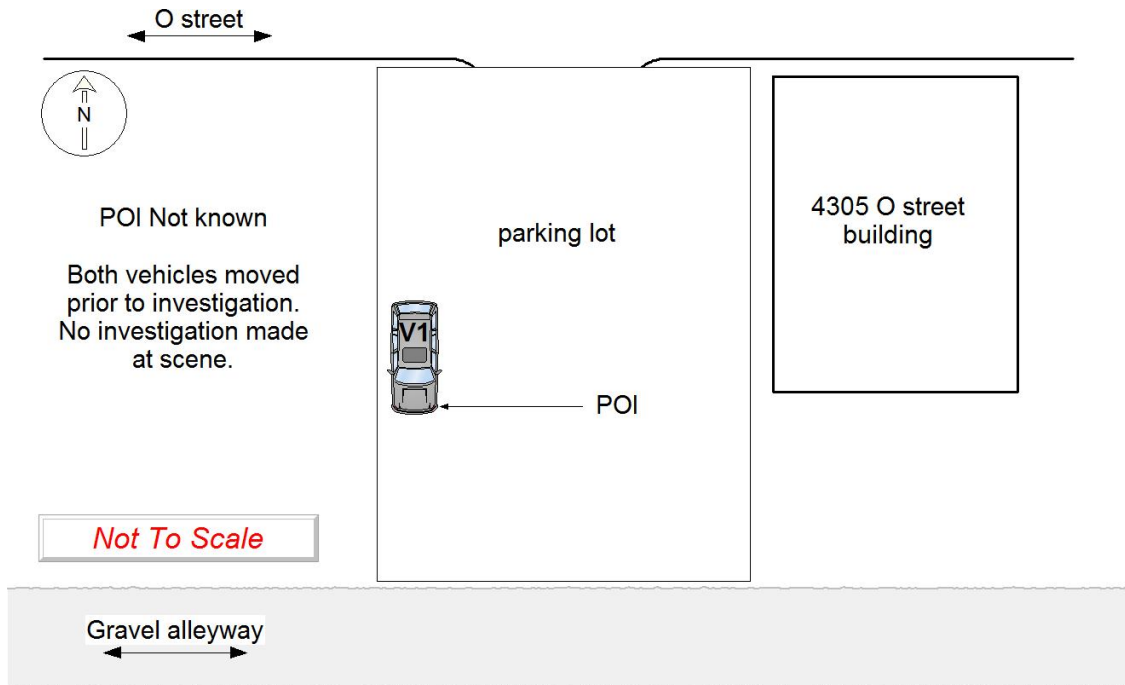 O street
N
POI Not known
Both vehicles moved
prior to investigation.
No investigation made
at scene.
parking lot
4305 O street
building
V1
POI
Not To Scale
Gravel alleyway